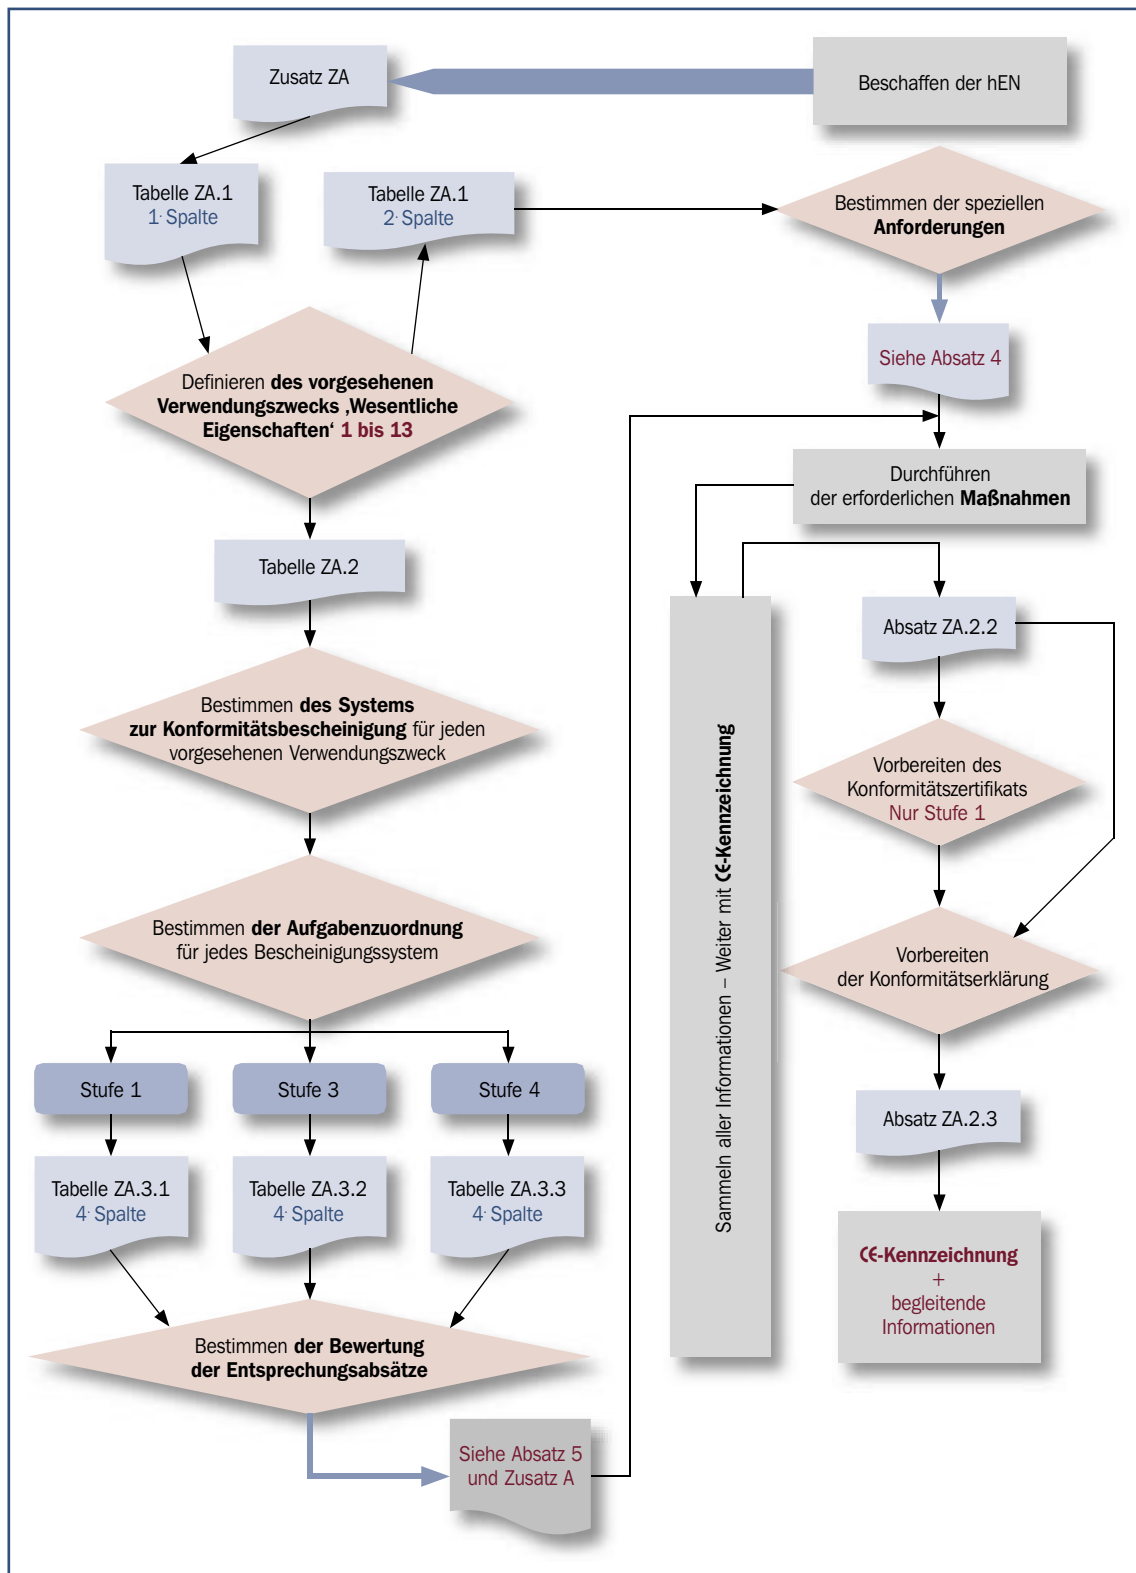 Zusatz ZA
Beschaffen der hEN
Tabelle ZA.1
1. Spalte
Tabelle ZA.1
2. Spalte
Bestimmen der speziellen
Anforderungen
Siehe Absatz 4
Definieren des vorgesehenen
Verwendungszwecks ‚Wesentliche
Eigenschaften‘ 1 bis 13
Durchführen
der erforderlichen Maßnahmen
Tabelle ZA.2
Absatz ZA.2.2
Bestimmen des Systems
zur Konformitätsbescheinigung für jeden
vorgesehenen Verwendungszweck
Vorbereiten des
Konformitätszertifikats
Nur Stufe 1
Sammeln aller Informationen – Weiter mit CE-Kennzeichnung
Bestimmen der Aufgabenzuordnung
für jedes Bescheinigungssystem
Vorbereiten
der Konformitätserklärung
Stufe 1
Stufe 3
Stufe 4
Absatz ZA.2.3
Tabelle ZA.3.1
4. Spalte
Tabelle ZA.3.2
4. Spalte
Tabelle ZA.3.3
4. Spalte
CE-Kennzeichnung
+
begleitende
Informationen
Bestimmen der Bewertung
der Entsprechungsabsätze
Siehe Absatz 5
und Zusatz A